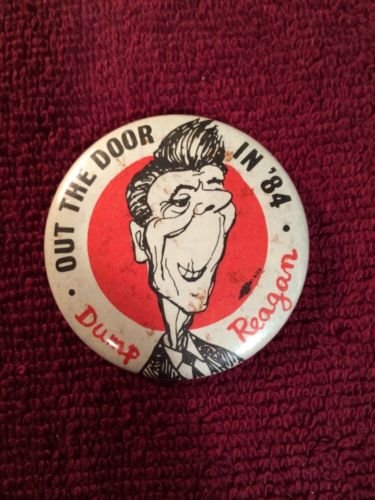 • OUT THE DOOR IN '84 •
Dump Reagan